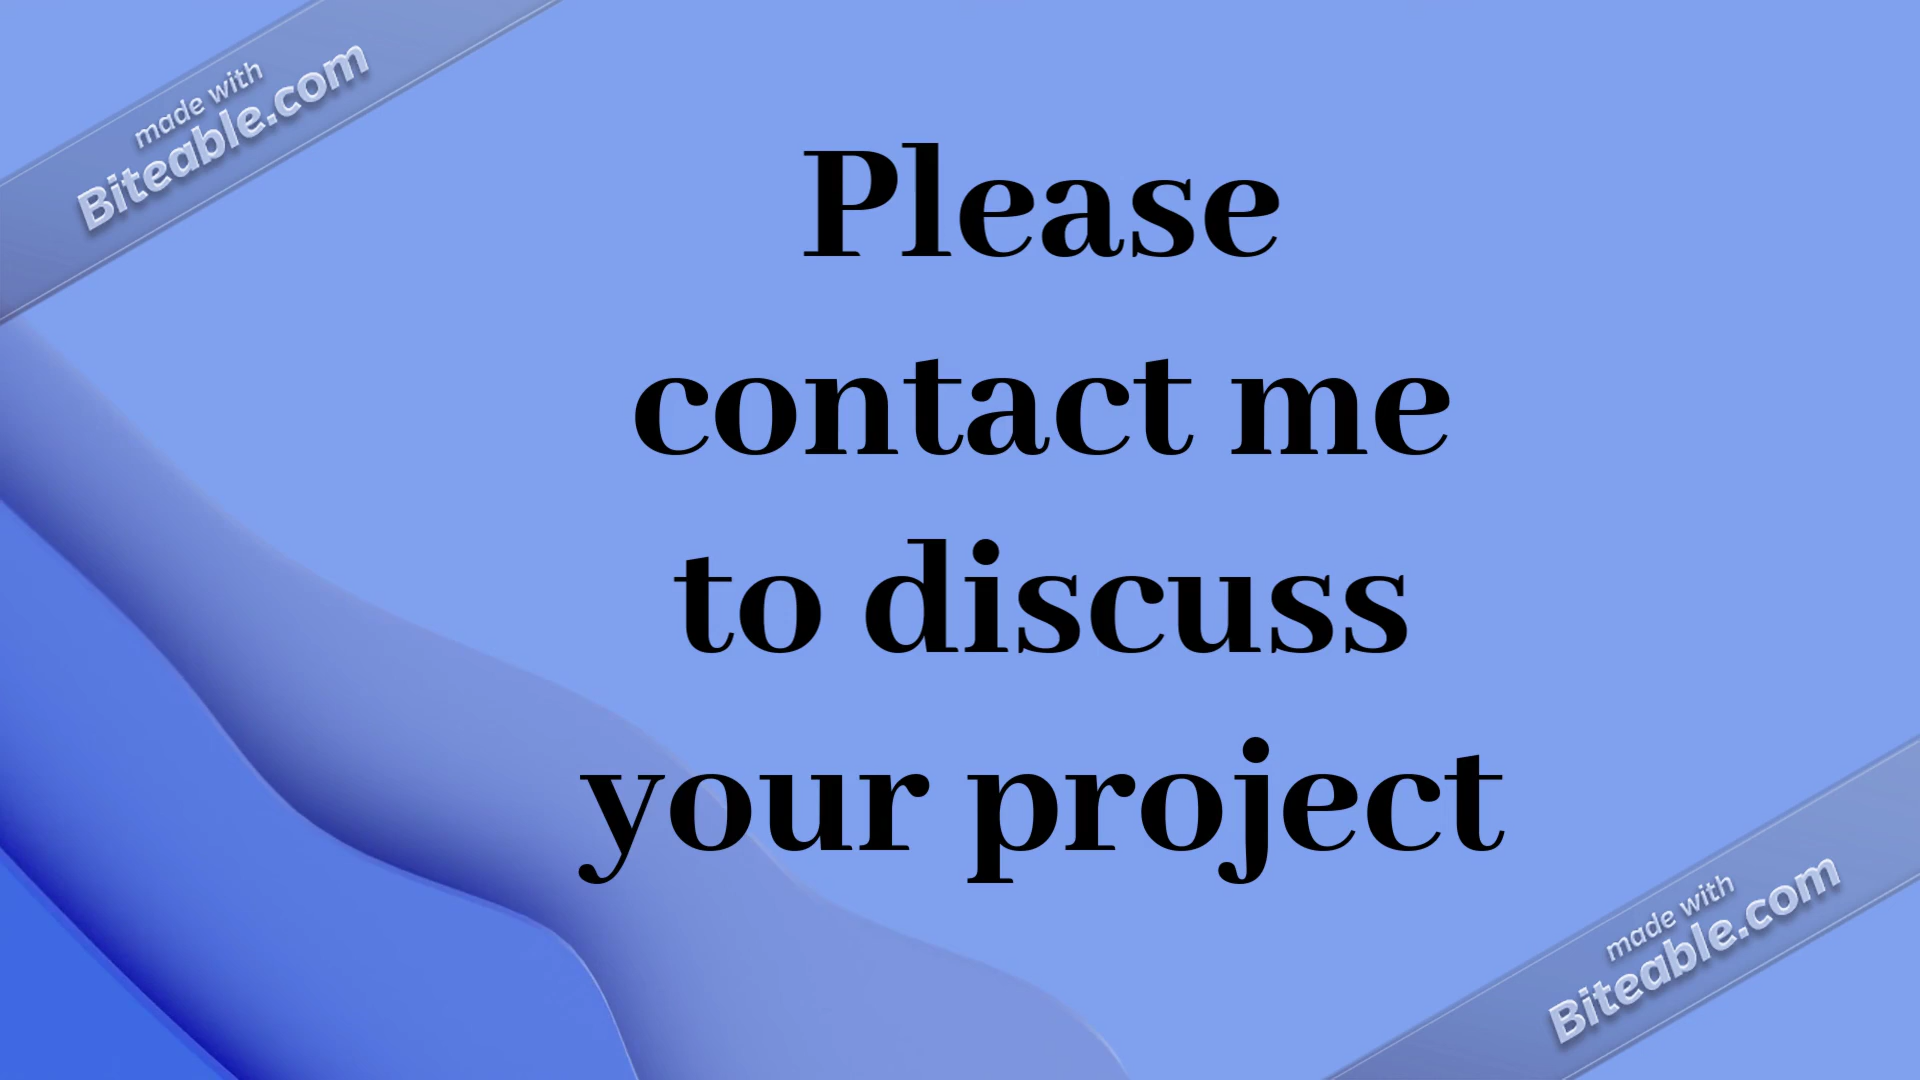 made with
Biteable.com
Please
contact me
to discuss
your project
made with
Biteable.com